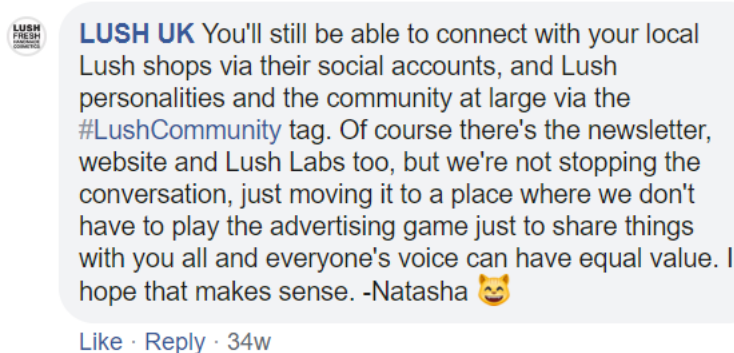 LUSH
FRESH
HANDMADE
COSMETICS
LUSH UK You'll still be able to connect with your local
Lush shops via their social accounts, and Lush
personalities and the community at large via the
#LushCommunity tag. Of course there's the newsletter,
website and Lush Labs too, but we're not stopping the
conversation, just moving it to a place where we don't
have to play the advertising game just to share things
with you all and everyone's voice can have equal value. I
hope that makes sense. -Natasha 😸
Like · Reply · 34w